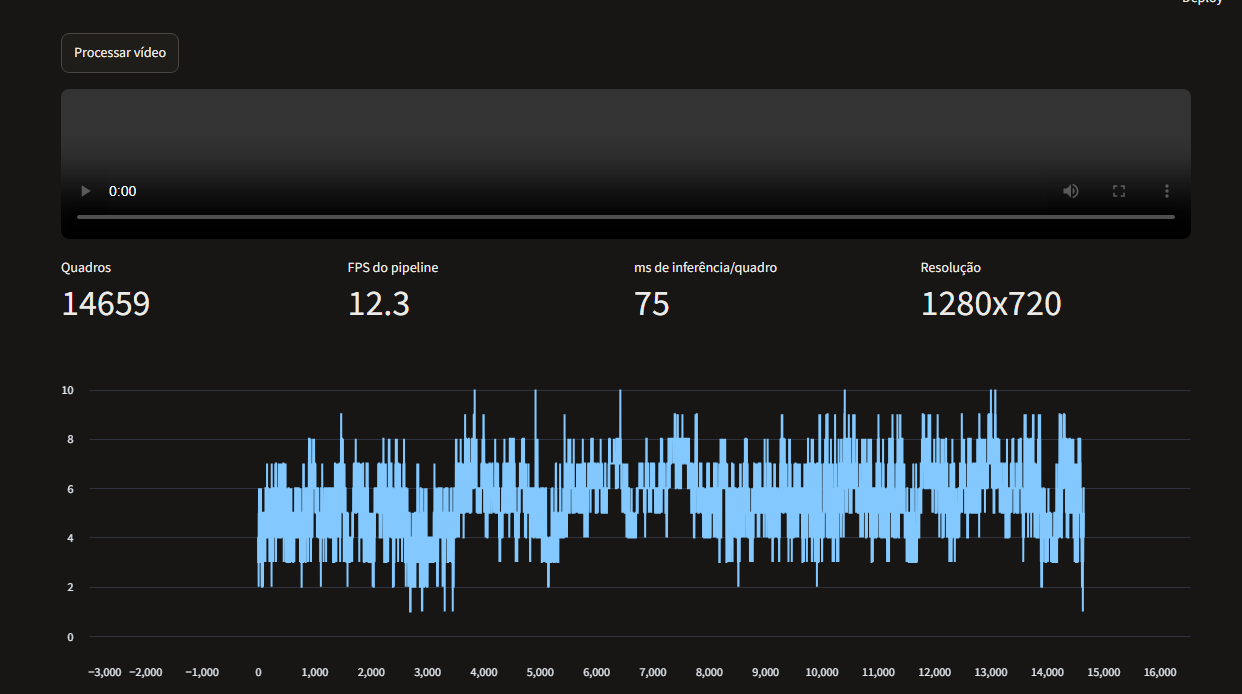 Deploy
Processar vídeo
0:00
Quadros
14659
FPS do pipeline
12.3
ms de inferência/quadro
75
Resolução
1280x720
10
8
6
4
2
0
−3,000 −2,000 −1,000 0 1,000 2,000 3,000 4,000 5,000 6,000 7,000 8,000 9,000 10,000 11,000 12,000 13,000 14,000 15,000 16,000